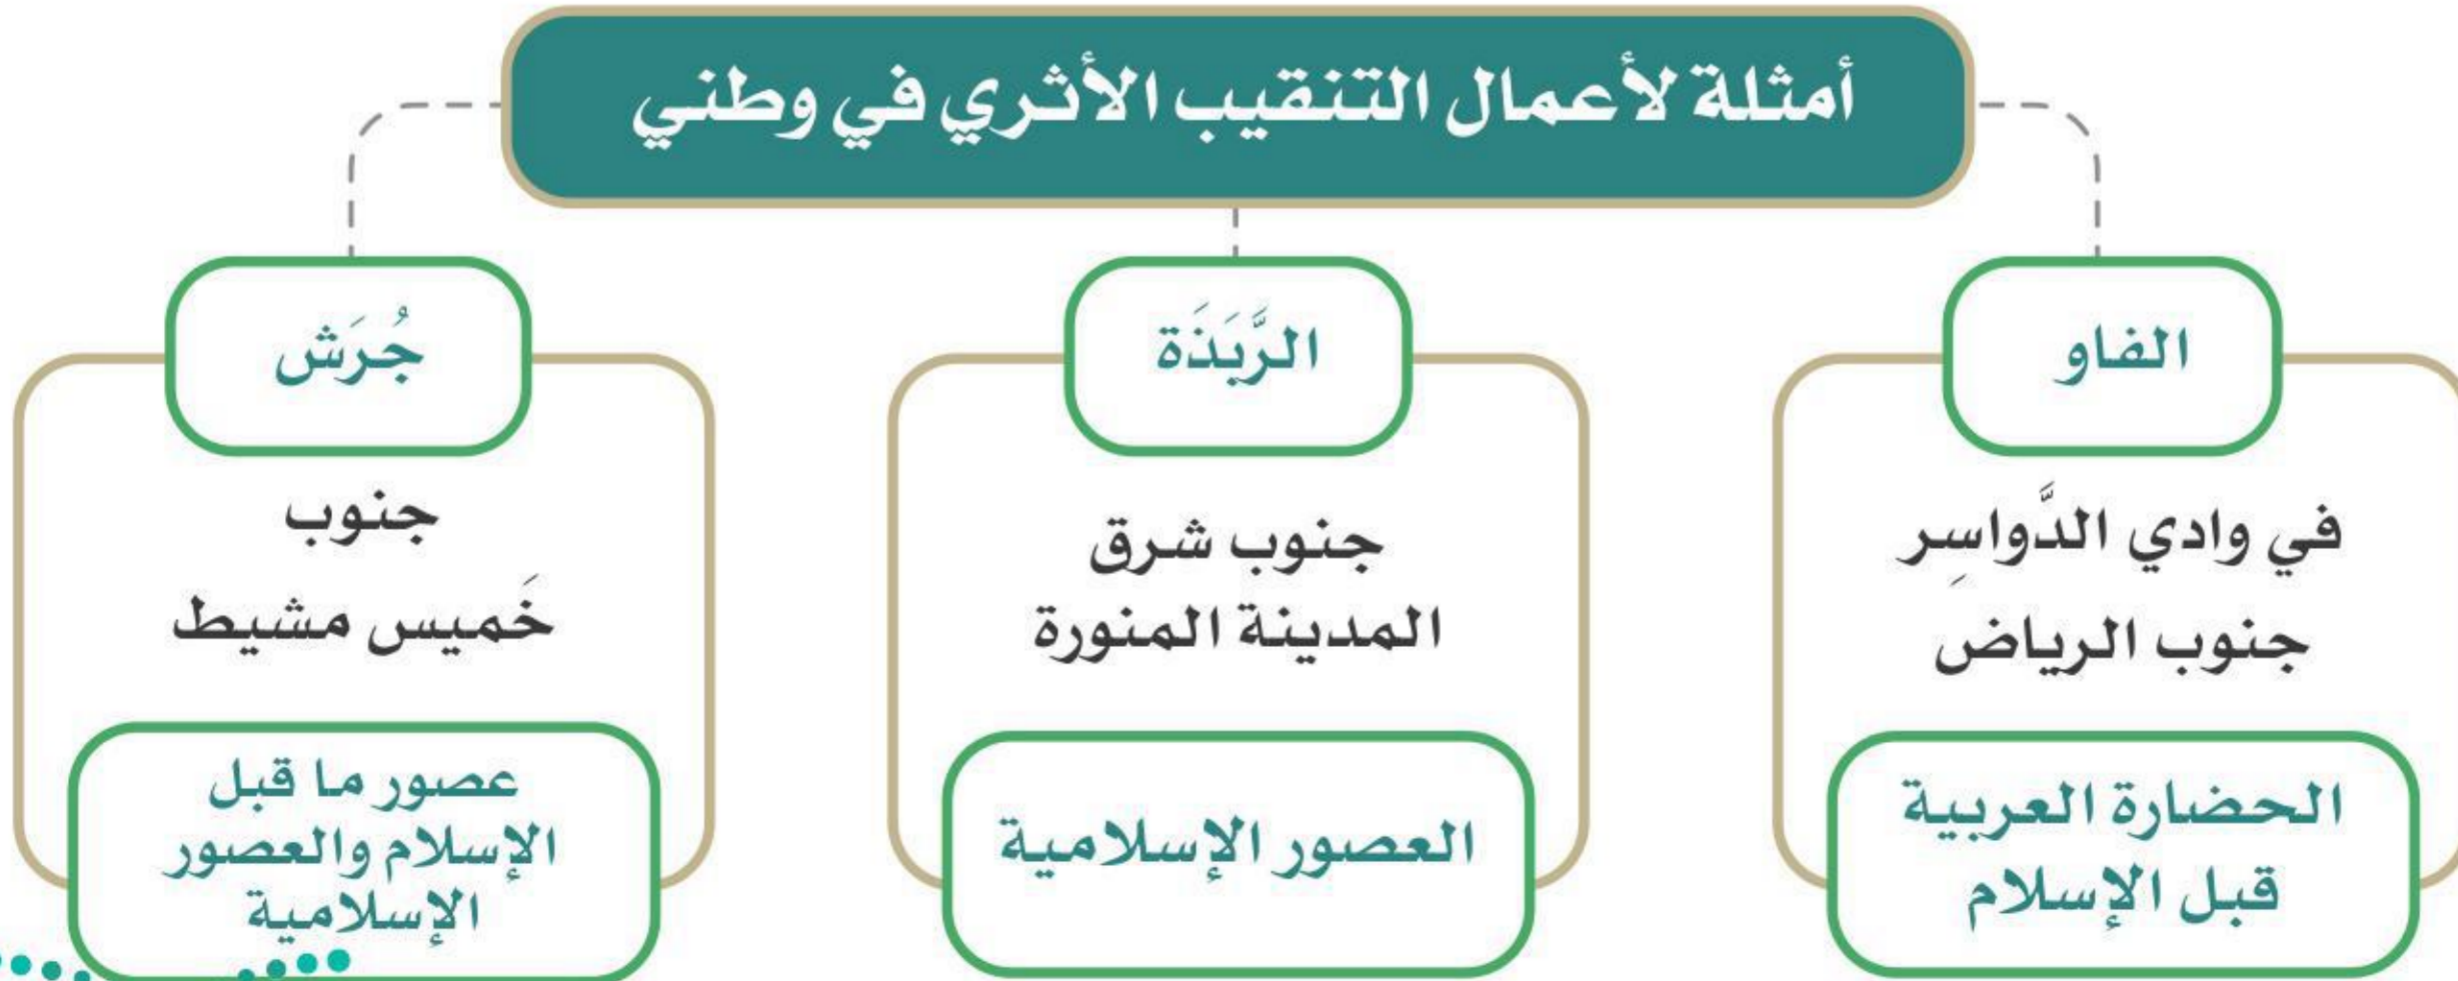 أمثلة لأعمال التنقيب الأثري في وطني
الفاو
في وادي الدَّواسِر
جنوب الرياض
الحضارة العربية
قبل الإسلام
الرَّبَذَة
جنوب شرق
المدينة المنورة
العصور الإسلامية
جُرَش
جنوب
خَميس مشيط
عصور ما قبل
الإسلام والعصور
الإسلامية